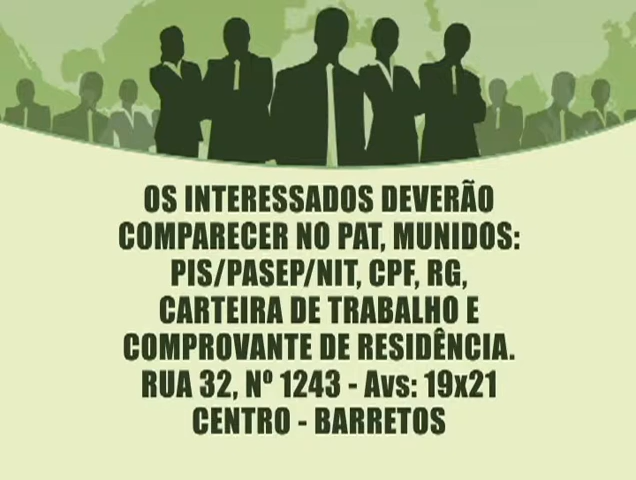 OS INTERESSADOS DEVERÃO
COMPARECER NO PAT, MUNIDOS:
PIS/PASEP/NIT, CPF, RG,
CARTEIRA DE TRABALHO E
COMPROVANTE DE RESIDÊNCIA.
RUA 32, Nº 1243 - Avs: 19x21
CENTRO - BARRETOS